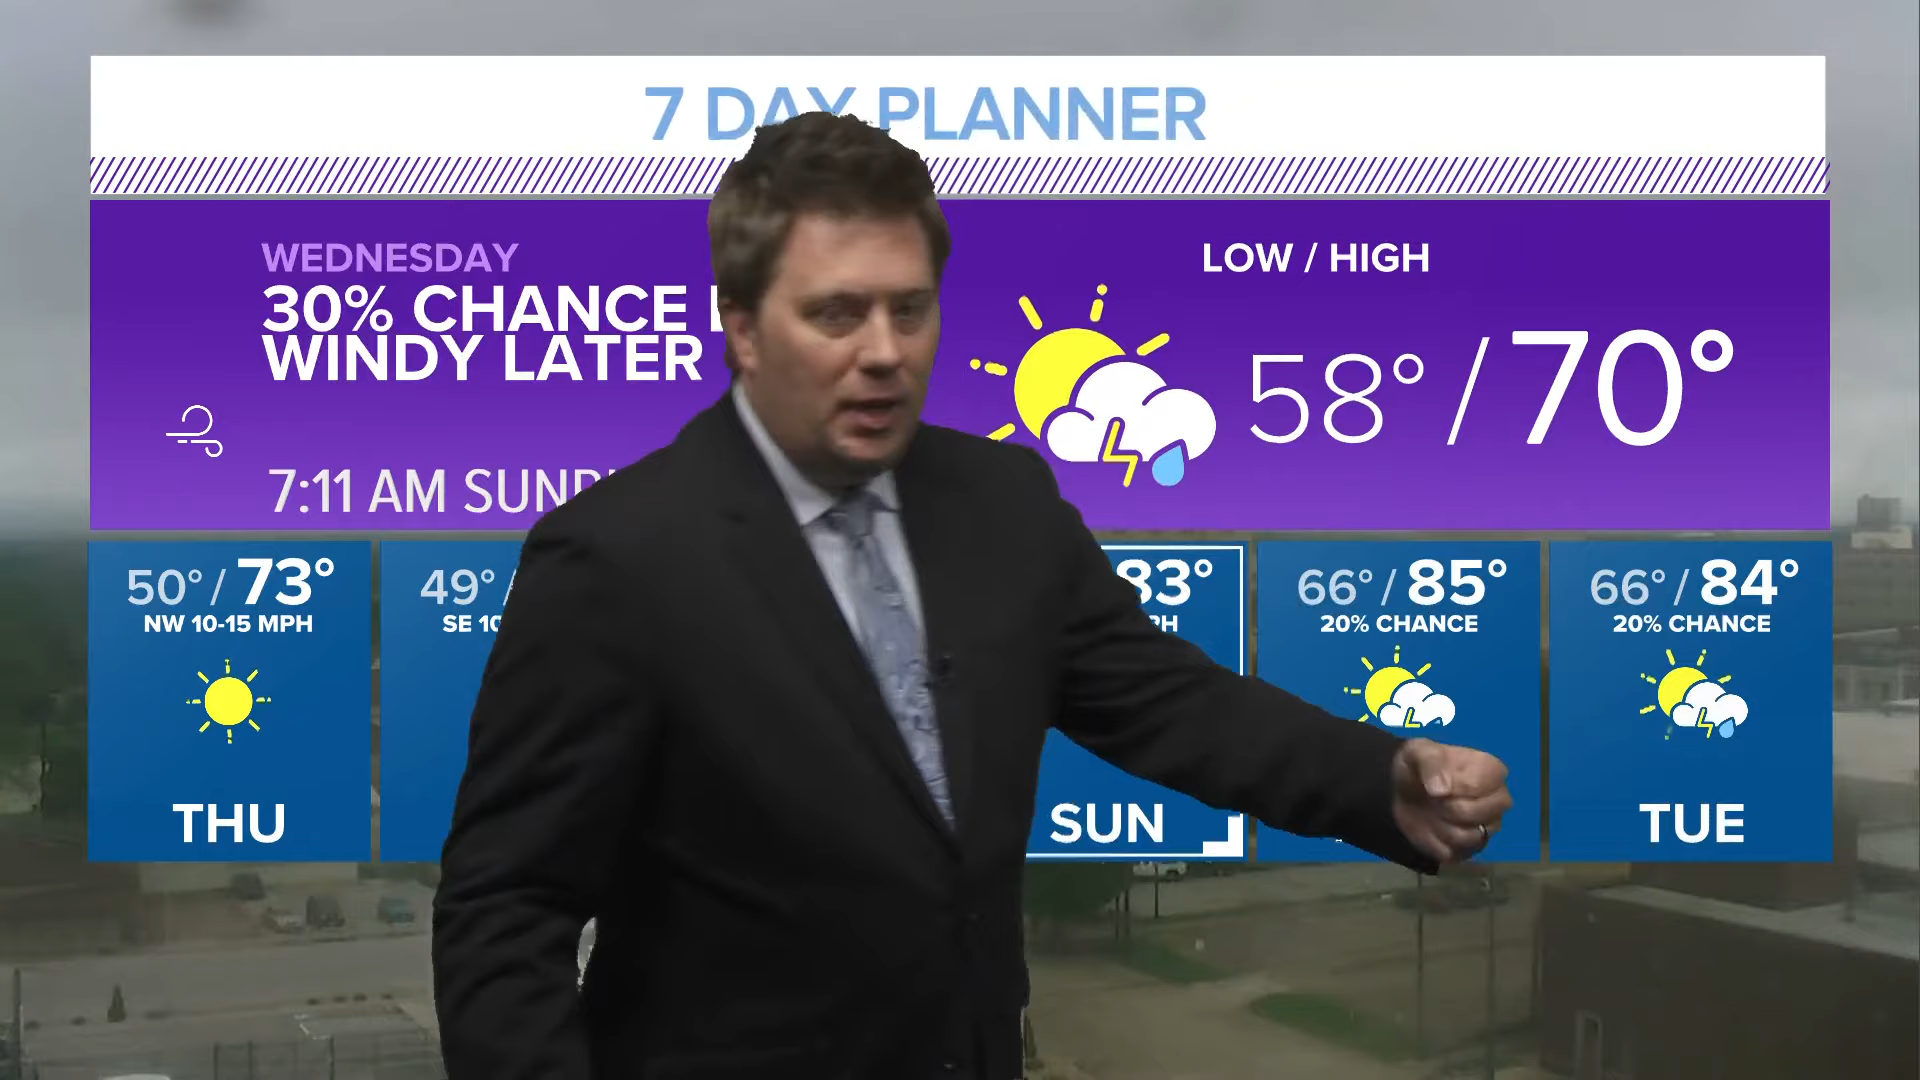 7 DAY PLANNER
WEDNESDAY
LOW / HIGH
30% CHANCE
WINDY LATER
58° / 70°
7:11 AM
50° / 73°
NW 10-15 MPH
THU
49° /
SE
83°
SUN
66° / 85°
20% CHANCE
66° / 84°
20% CHANCE
TUE